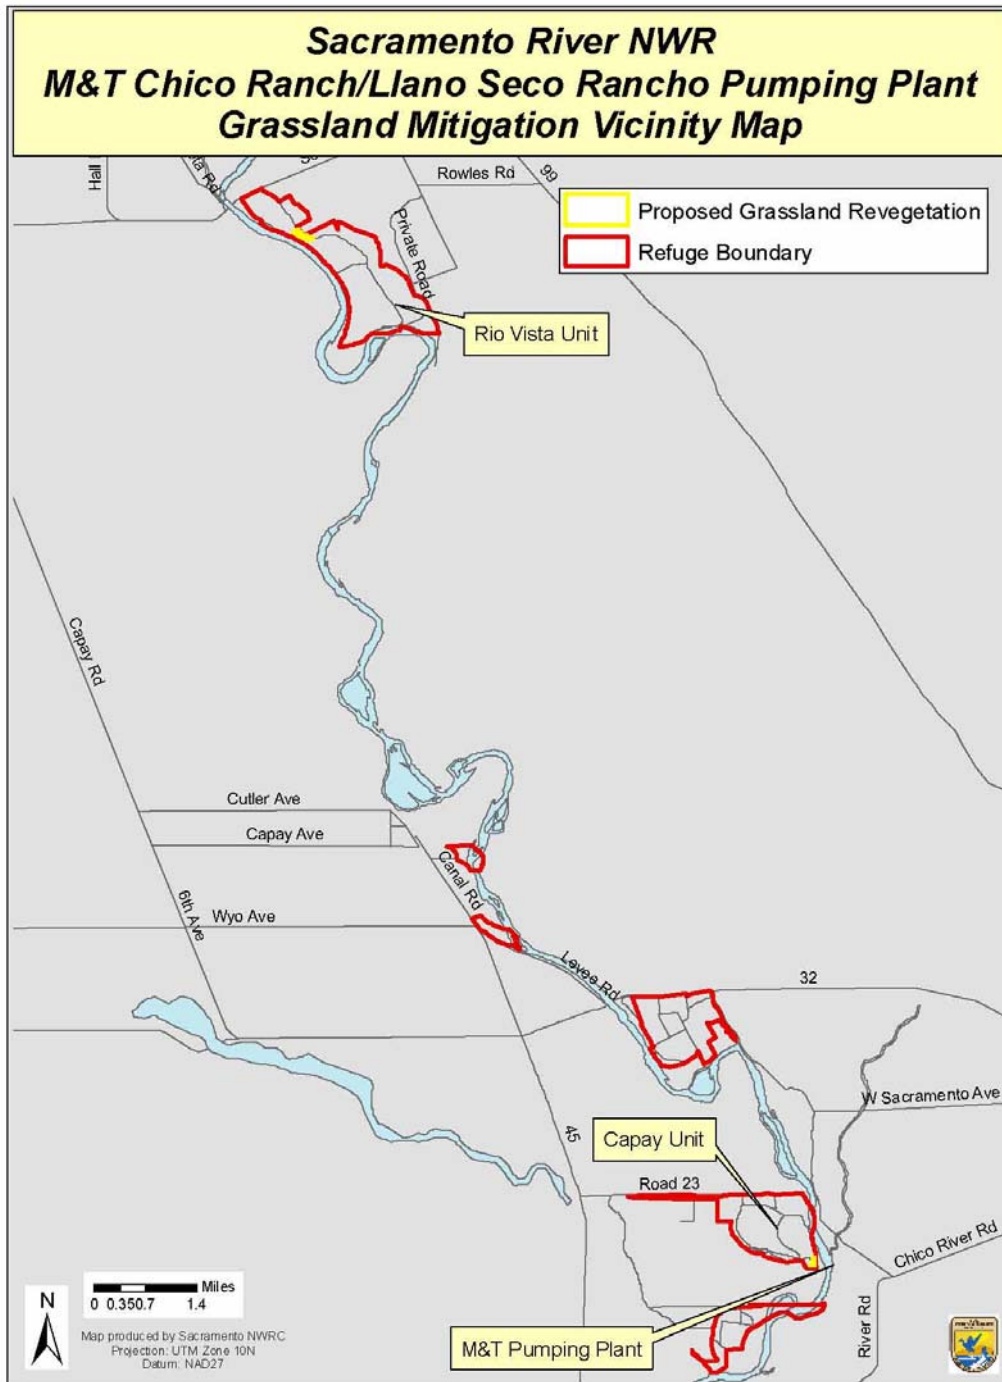 Sacramento River NWR
M&T Chico Ranch/Llano Seco Rancho Pumping Plant
Grassland Mitigation Vicinity Map
Hall
ta Rd
Rowles Rd
99
Private Road
Proposed Grassland Revegetation
Refuge Boundary
Rio Vista Unit
Capay Rd
Cutler Ave
Capay Ave
Canal Rd
6th Ave
Wyo Ave
Levee Rd
32
W Sacramento Ave
45
Capay Unit
Road 23
Chico River Rd
River Rd
M&T Pumping Plant
N
Miles
0 0.350.7 1.4
Map produced by Sacramento NWRC
Projection: UTM Zone 10N
Datum: NAD27